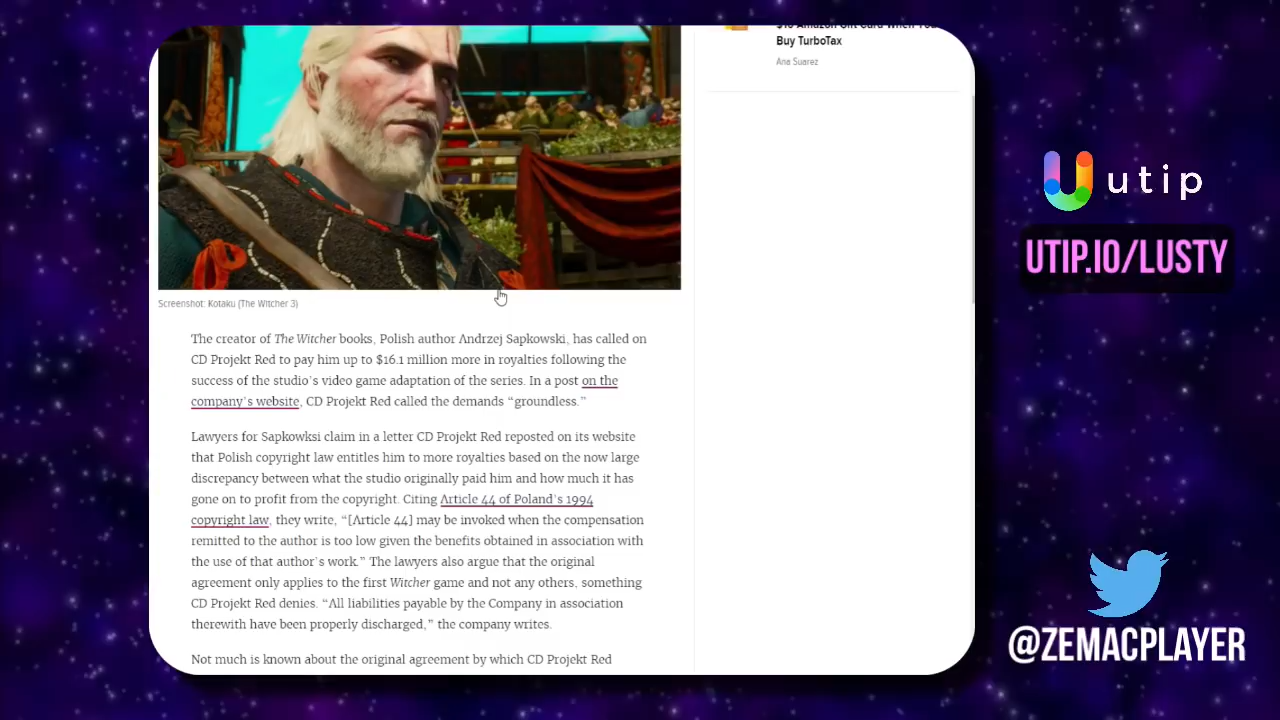 Buy TurboTax
Ana Suarez
utip
UTIP.IO/LUSTY
Screenshot: Kotaku (The Witcher 3)
The creator of The Witcher books, Polish author Andrzej Sapkowski, has called on
CD Projekt Red to pay him up to $16.1 million more in royalties following the
success of the studio's video game adaptation of the series. In a post on the
company's website, CD Projekt Red called the demands “groundless.”
Lawyers for Sapkowksi claim in a letter CD Projekt Red reposted on its website
that Polish copyright law entitles him to more royalties based on the now large
discrepancy between what the studio originally paid him and how much it has
gone on to profit from the copyright. Citing Article 44 of Poland's 1994
copyright law, they write, “[Article 44] may be invoked when the compensation
remitted to the author is too low given the benefits obtained in association with
the use of that author's work.” The lawyers also argue that the original
agreement only applies to the first Witcher game and not any others, something
CD Projekt Red denies. “All liabilities payable by the Company in association
therewith have been properly discharged,” the company writes.
Not much is known about the original agreement by which CD Projekt Red
@ZEMACPLAYER